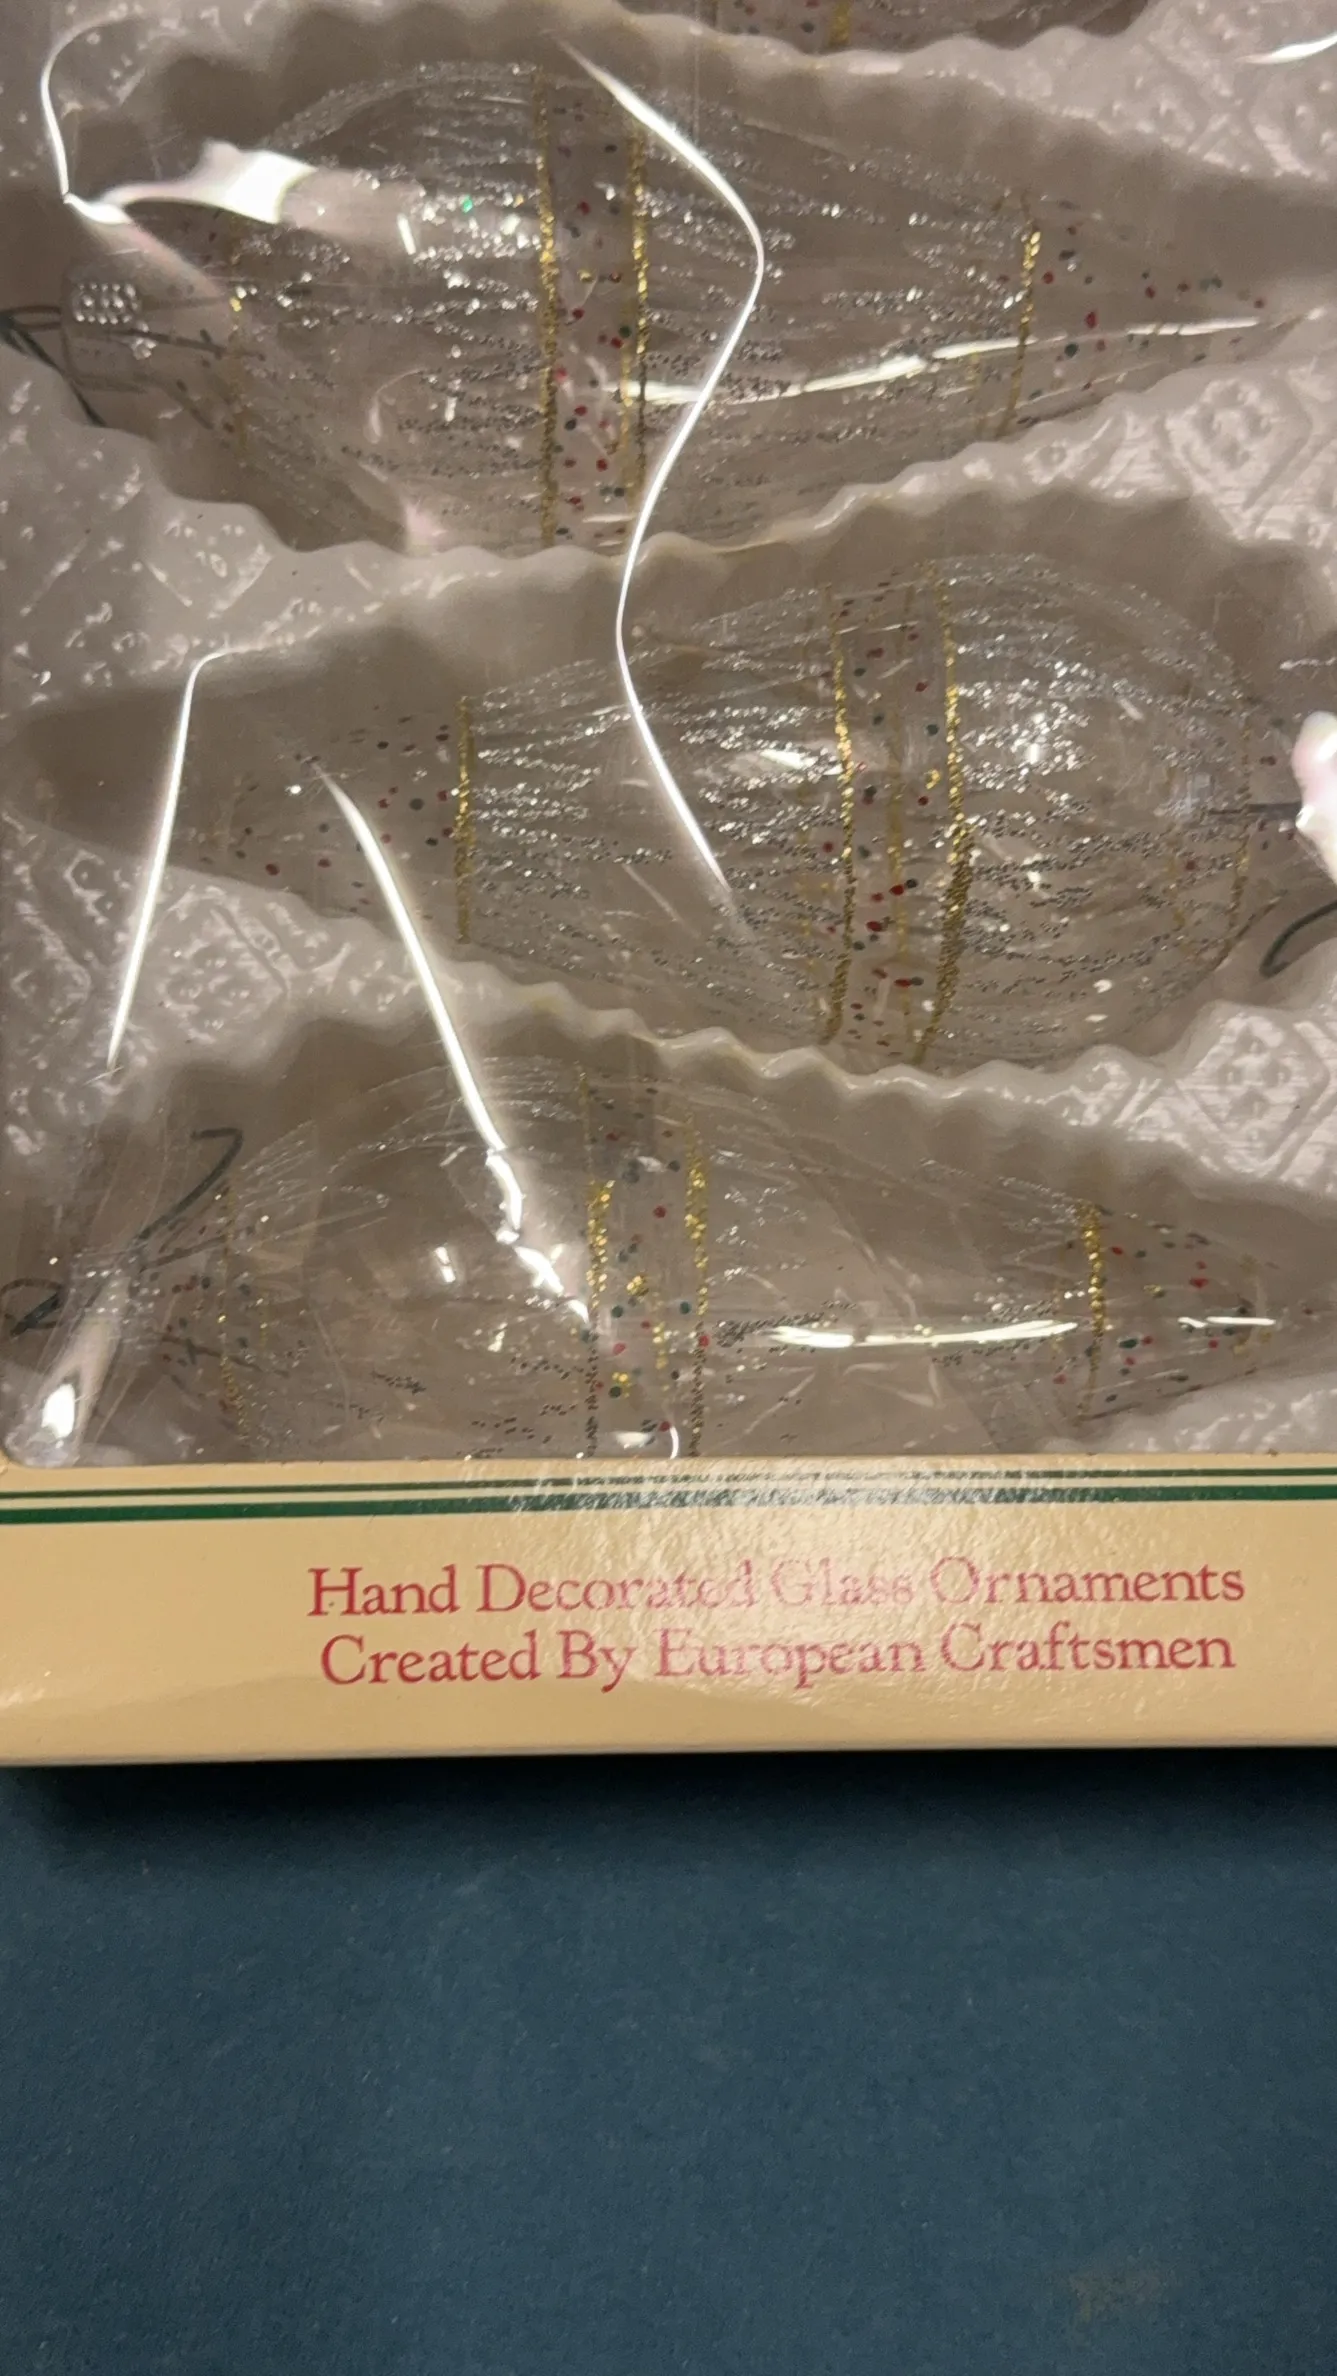 Hand Decorated Glass Ornaments
Created By European Craftsmen